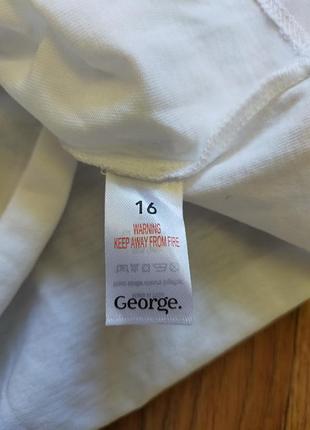 16
WARNING
KEEP AWAY FROM FIRE
George.